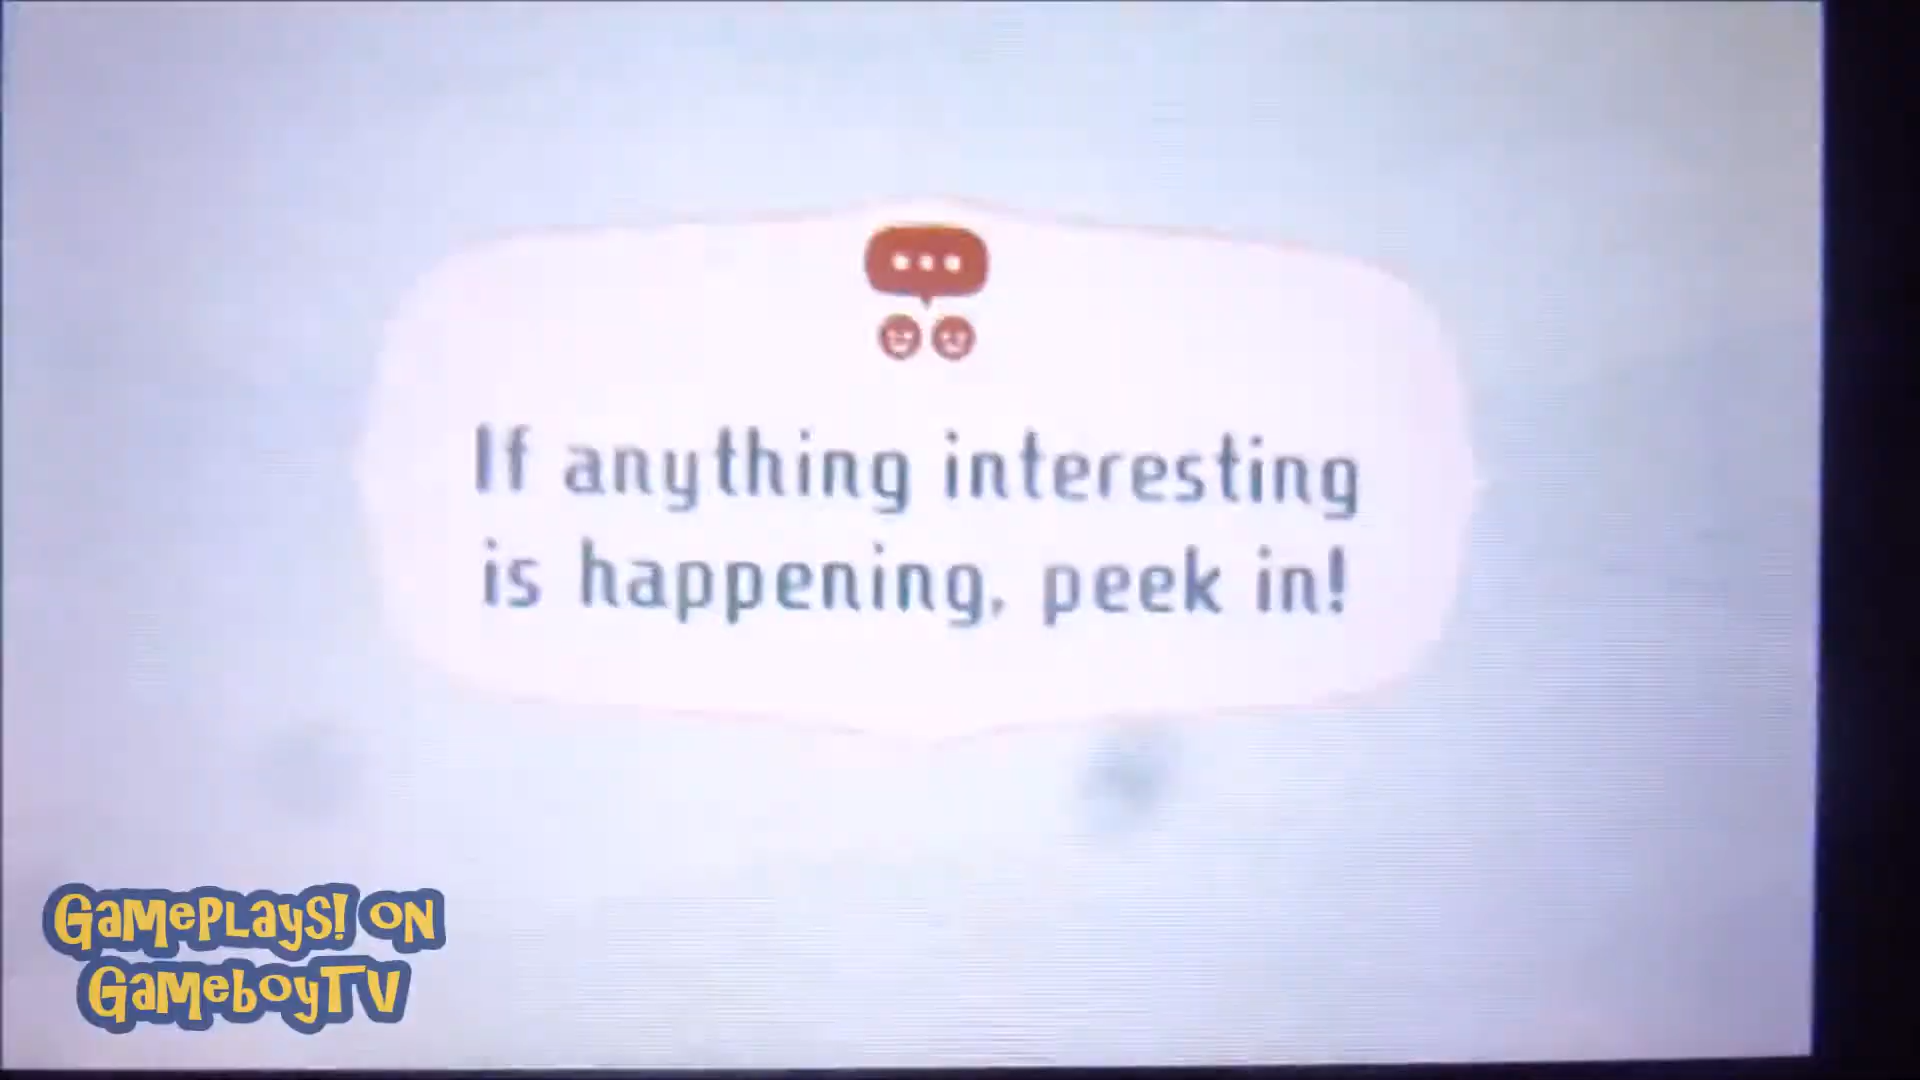 If anything interesting
is happening, peek in!
GAMEPLAYS! ON
GAMEBOYTV